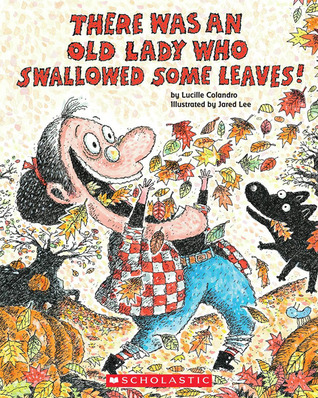 THERE WAS AN
OLD LADY WHO
SWALLOWED SOME LEAVES!
by Lucille Colandro
Illustrated by Jared Lee
SCHOLASTIC